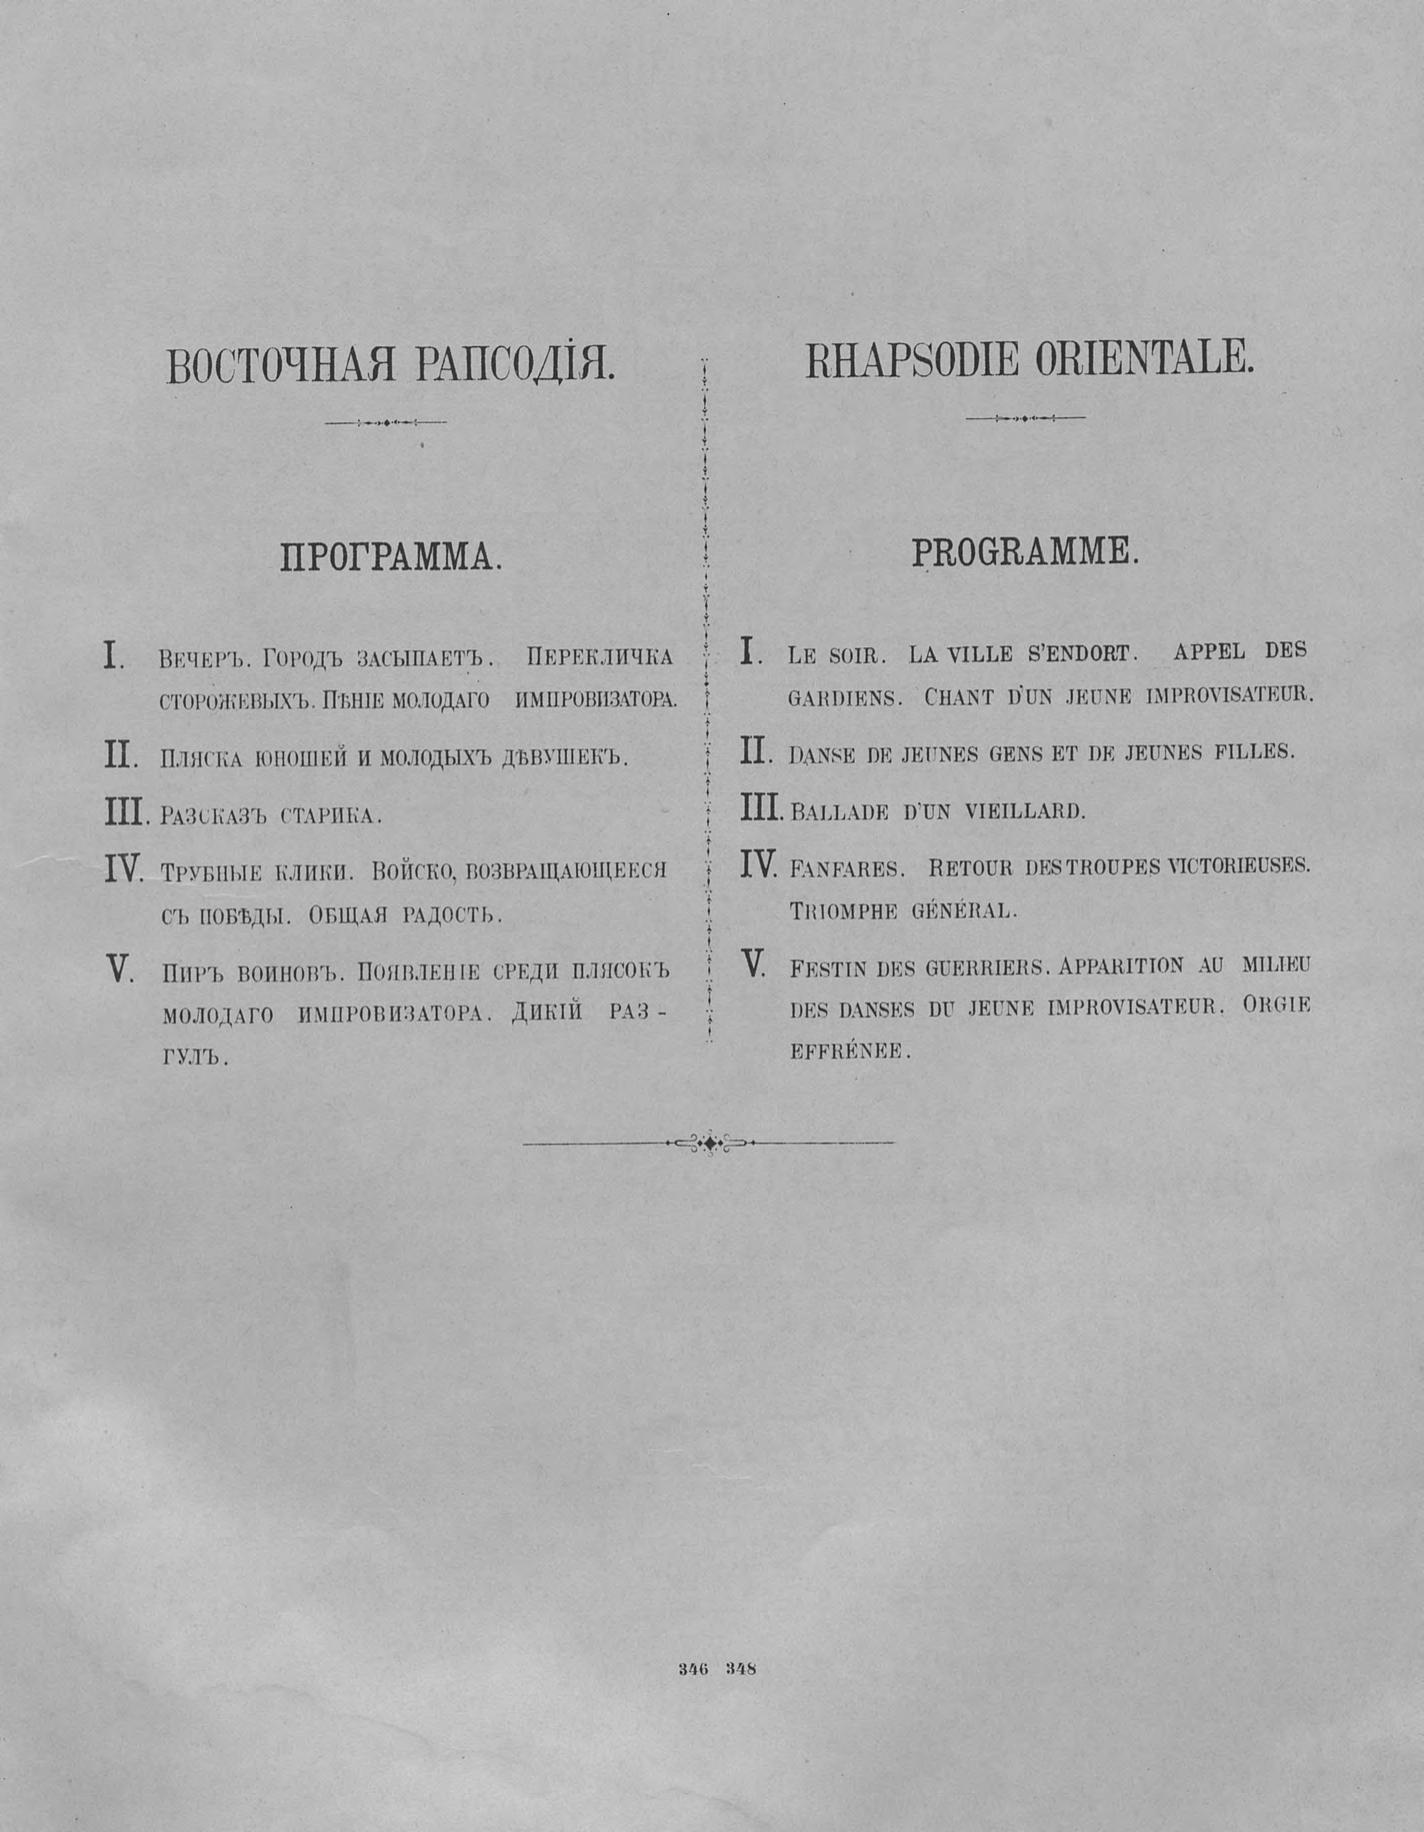 ВОСТОЧНАЯ РАПСОДІЯ.
ПРОГРАММА.
I. Вечеръ. Городъ засыпаетъ. Перекличка
сторожевыхъ. Пѣніе молодаго импровизатора.
II. Пляска юношей и молодыхъ дѣвушекъ.
III. Разсказъ старика.
IV. Трубные клики. Войско, возвращающееся
съ побѣды. Общая радость.
V. Пиръ воиновъ. Появленіе среди плясокъ
молодаго импровизатора. Дикій раз-
гулъ.
RHAPSODIE ORIENTALE.
PROGRAMME.
I. Le soir. La ville s'endort. Appel des
gardiens. Chant d'un jeune improvisateur.
II. Danse de jeunes gens et de jeunes filles.
III. Ballade d'un vieillard.
IV. Fanfares. Retour des troupes victorieuses.
Triomphe général.
V. Festin des guerriers. Apparition au milieu
des danses du jeune improvisateur. Orgie
effrénee.
346 348